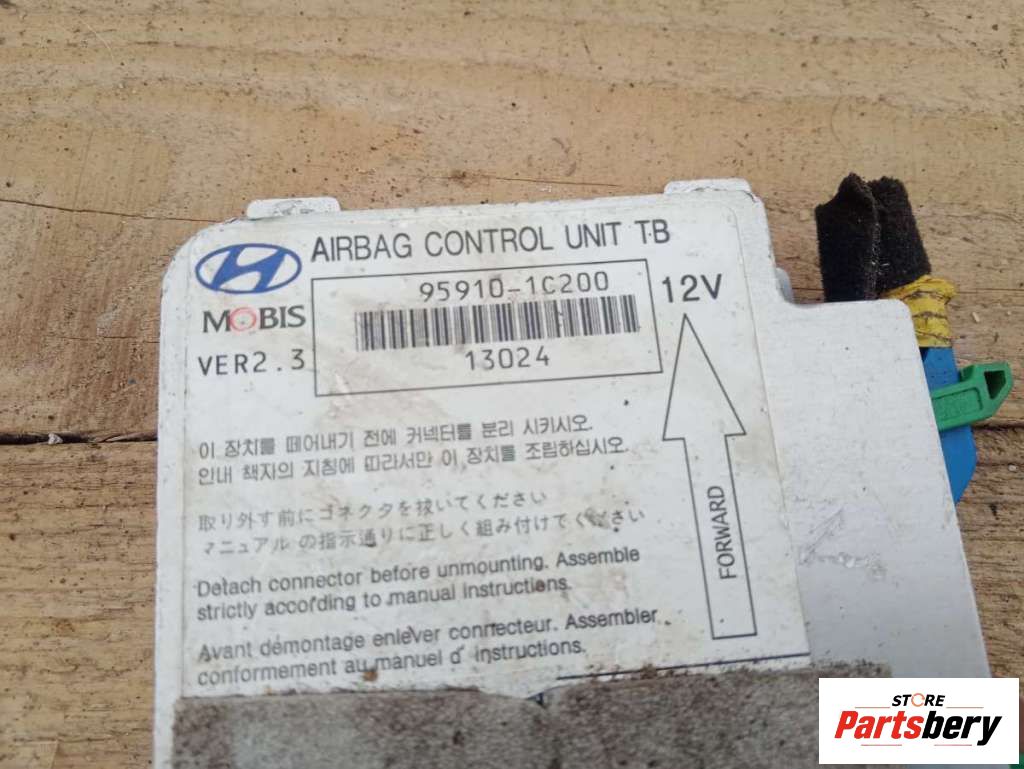 AIRBAG CONTROL UNIT TB
MOBIS
VER2.3
95910-1C200
13024
12V
FORWARD
이 장치를 떼어내기 전에 커넥터를 분리 시키시오.
안내 책자의 지침에 따라서만 이 장치를 조립하십시오.
取り外す前にコネクタを抜いてください
マニュアルの指示通りに正しく組み付けてください
Detach connector before unmounting. Assemble
strictly according to manual instructions.
Avant démontage enlever connecteur. Assembler
conformement au manuel d' instructions.
STORE
Partsbery